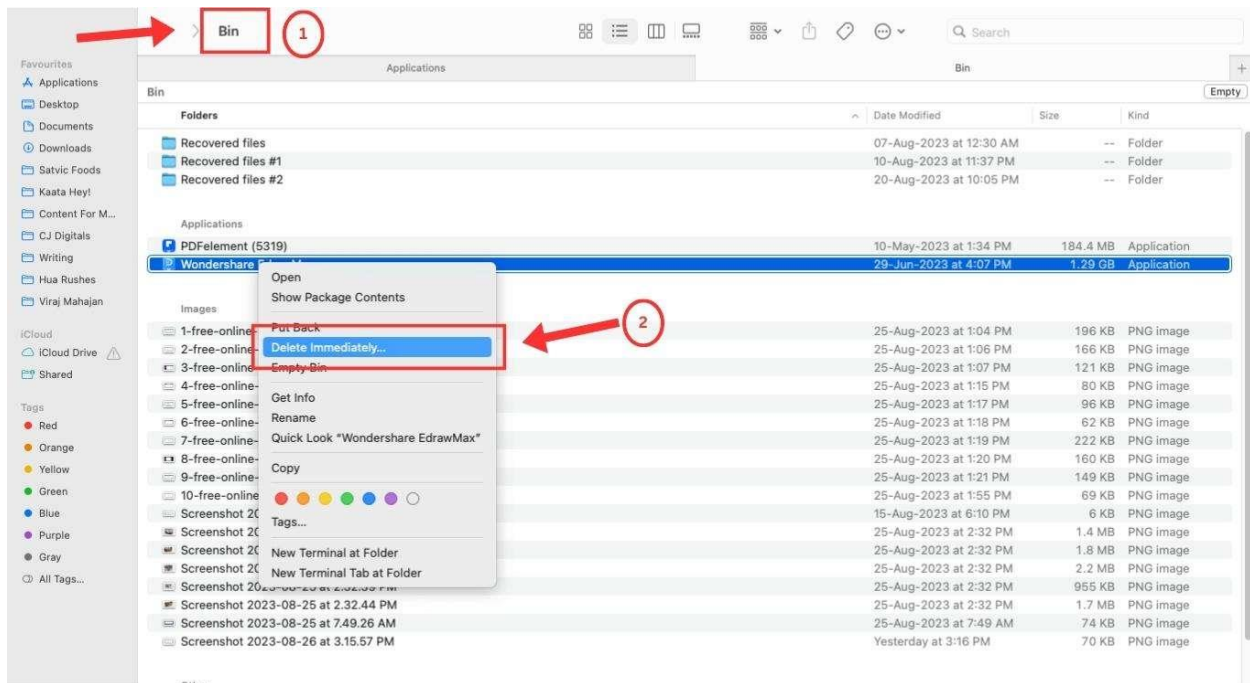 Bin
1
Search
Favourites
Applications
Desktop
Documents
Downloads
Satvic Foods
Kaata Hey!
Content For M...
CJ Digitals
Writing
Hua Rushes
Viraj Mahajan
iCloud
iCloud Drive
Shared
Tags
Red
Orange
Yellow
Green
Blue
Purple
Gray
All Tags...
Applications
Bin
+
Bin
Empty
Folders Date Modified Size Kind
Recovered files 07-Aug-2023 at 12:30 AM -- Folder
Recovered files #1 10-Aug-2023 at 11:37 PM -- Folder
Recovered files #2 20-Aug-2023 at 10:05 PM -- Folder
Applications
PDFelement (5319) 10-May-2023 at 1:34 PM 184.4 MB Application
Wondershare 29-Jun-2023 at 4:07 PM 1.29 GB Application
Images
1-free-online- 25-Aug-2023 at 1:04 PM 196 KB PNG image
2-free-online- 25-Aug-2023 at 1:06 PM 166 KB PNG image
3-free-online 25-Aug-2023 at 1:07 PM 121 KB PNG image
4-free-online- 25-Aug-2023 at 1:15 PM 80 KB PNG image
5-free-online- 25-Aug-2023 at 1:17 PM 96 KB PNG image
6-free-online- 25-Aug-2023 at 1:18 PM 62 KB PNG image
7-free-online- 25-Aug-2023 at 1:19 PM 222 KB PNG image
8-free-online- 25-Aug-2023 at 1:20 PM 160 KB PNG image
9-free-online- 25-Aug-2023 at 1:21 PM 149 KB PNG image
10-free-online 25-Aug-2023 at 1:55 PM 69 KB PNG image
Screenshot 20 15-Aug-2023 at 6:10 PM 6 KB PNG image
Screenshot 20 25-Aug-2023 at 2:32 PM 1.4 MB PNG image
Screenshot 20 25-Aug-2023 at 2:32 PM 1.8 MB PNG image
Screenshot 20 25-Aug-2023 at 2:32 PM 2.2 MB PNG image
Screenshot 2023-08-25 at 2.32.39 PM 25-Aug-2023 at 2:32 PM 955 KB PNG image
Screenshot 2023-08-25 at 2.32.44 PM 25-Aug-2023 at 2:32 PM 1.7 MB PNG image
Screenshot 2023-08-25 at 7.49.26 AM 25-Aug-2023 at 7:49 AM 74 KB PNG image
Screenshot 2023-08-26 at 3.15.57 PM Yesterday at 3:16 PM 70 KB PNG image
Open
Show Package Contents
Put Back
Delete Immediately...
Empty Bin
Get Info
Rename
Quick Look "Wondershare EdrawMax"
Copy
Tags...
New Terminal at Folder
New Terminal Tab at Folder
2